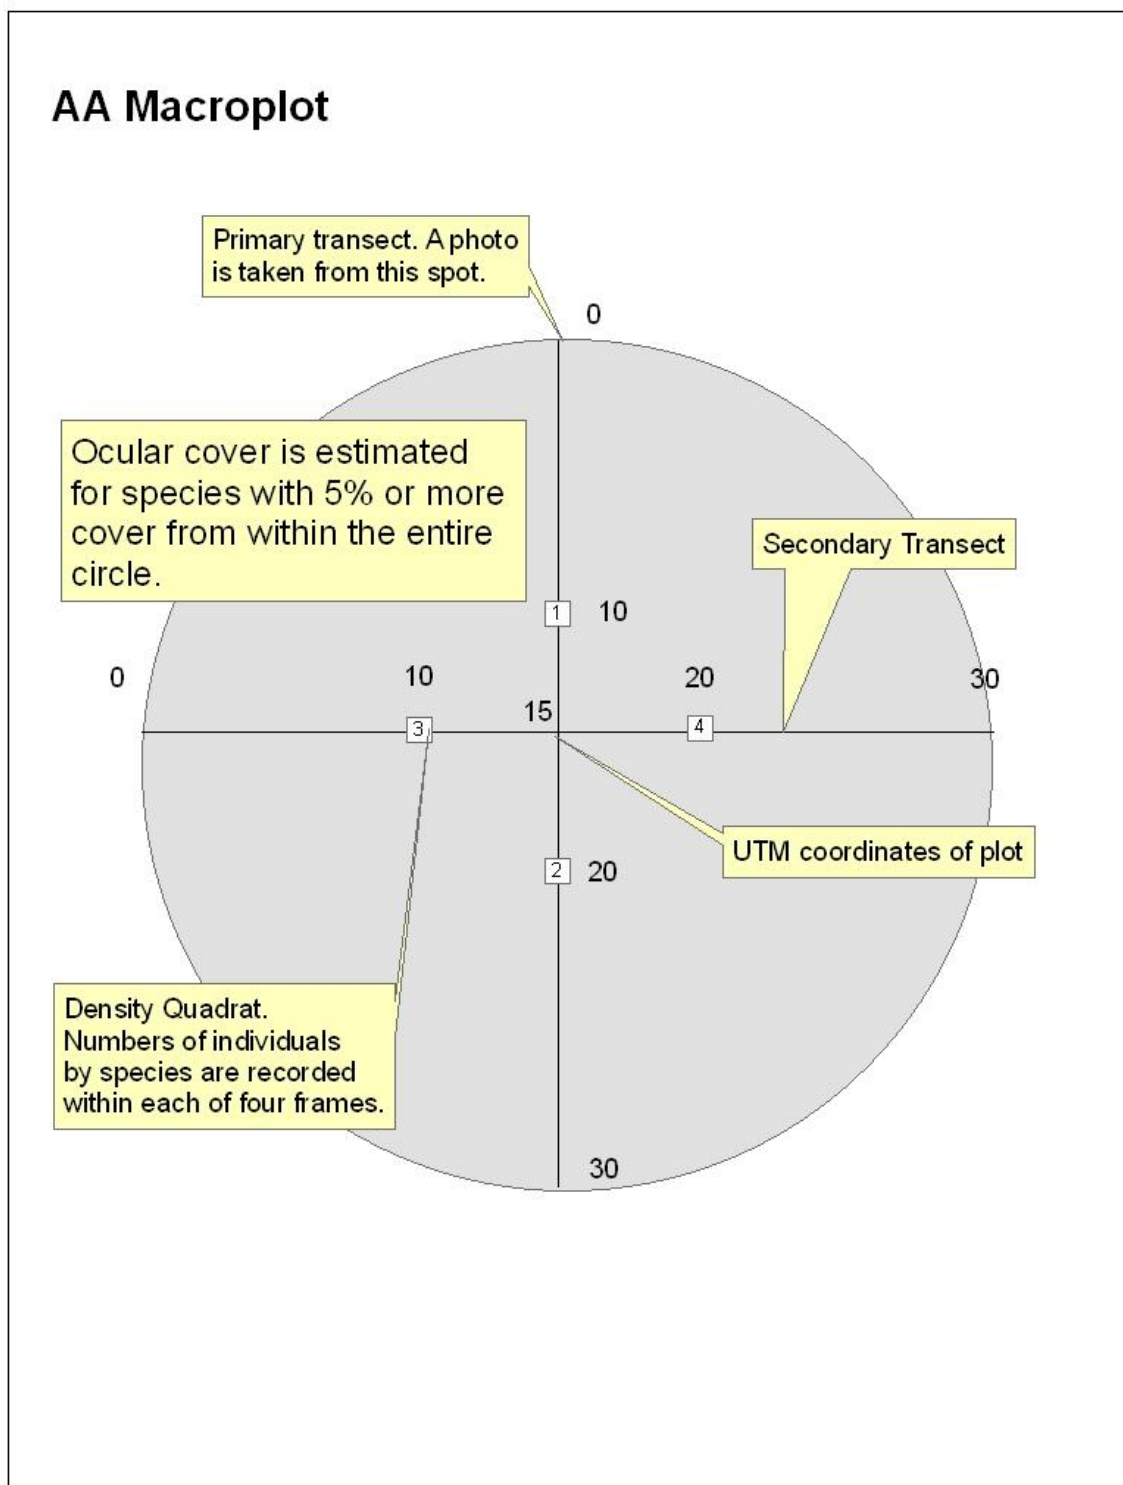 AA Macroplot
Primary transect. A photo
is taken from this spot.
0
Ocular cover is estimated
for species with 5% or more
cover from within the entire
circle.
Secondary Transect
1 10
0 10 20 30
15
3 4
UTM coordinates of plot
2 20
Density Quadrat.
Numbers of individuals
by species are recorded
within each of four frames.
30